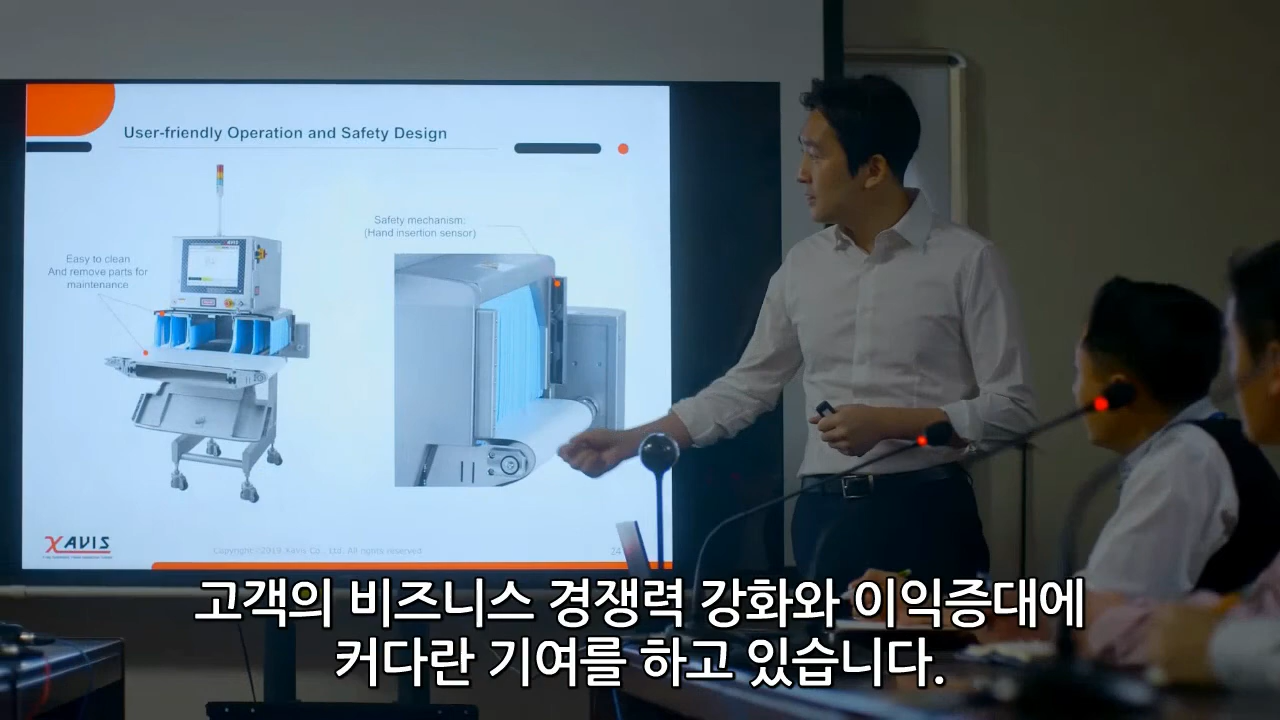 User-friendly Operation and Safety Design
Safety mechanism:
(Hand insertion sensor)
Easy to clean
And remove parts for
maintenance
XAVIS
XAVIS
Copyright ⓒ2019 Xavis Co., Ltd. All rights reserved
24
고객의 비즈니스 경쟁력 강화와 이익증대에
커다란 기여를 하고 있습니다.